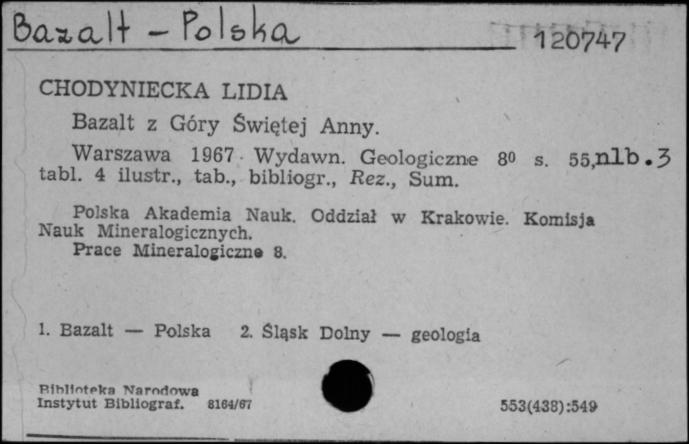 Bazalt - Polska
120747
CHODYNIECKA LIDIA
Bazalt z Góry Świętej Anny.
Warszawa 1967 Wydawn. Geologiczne 8⁰ s. 55,nlb.3
tabl. 4 ilustr., tab., bibliogr., Rez., Sum.
Polska Akademia Nauk. Oddział w Krakowie. Komisja
Nauk Mineralogicznych.
Prace Mineralogiczne 8.
1. Bazalt — Polska 2. Śląsk Dolny — geologia
Biblioteka Narodowa
Instytut Bibliograf. 8164/67
553(438):549